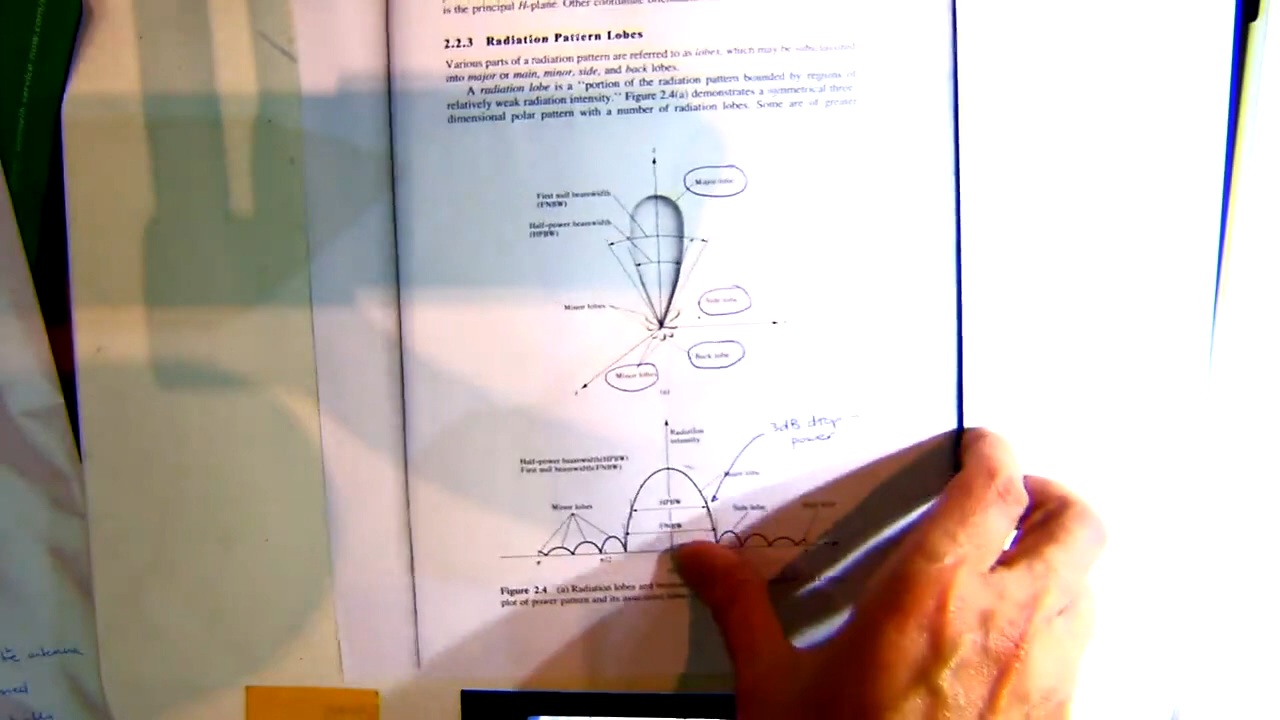 is the principal H-plane. Other
2.2.3 Radiation Pattern Lobes
Various parts of a radiation pattern are referred to as lobes, which may be
into major or main, minor, side, and back lobes.
A radiation lobe is a "portion of the radiation pattern bounded by regions of
relatively weak radiation intensity." Figure 2.4(a) demonstrates a symmetrical three
dimensional polar pattern with a number of radiation lobes. Some are of greater
Major lobe
First null beamwidth
(FNBW)
Half-power beamwidth
(HPBW)
Side lobe
Minor lobes
Back lobe
Minor lobes
(a)
Radiation
intensity
3dB drop
power
Half-power beamwidth (HPBW)
First null beamwidth (FNBW)
HPBW
Minor lobes
Side lobe
FNBW
Figure 2.4 (a) Radiation lobes and
plot of power pattern and its associated
antenna